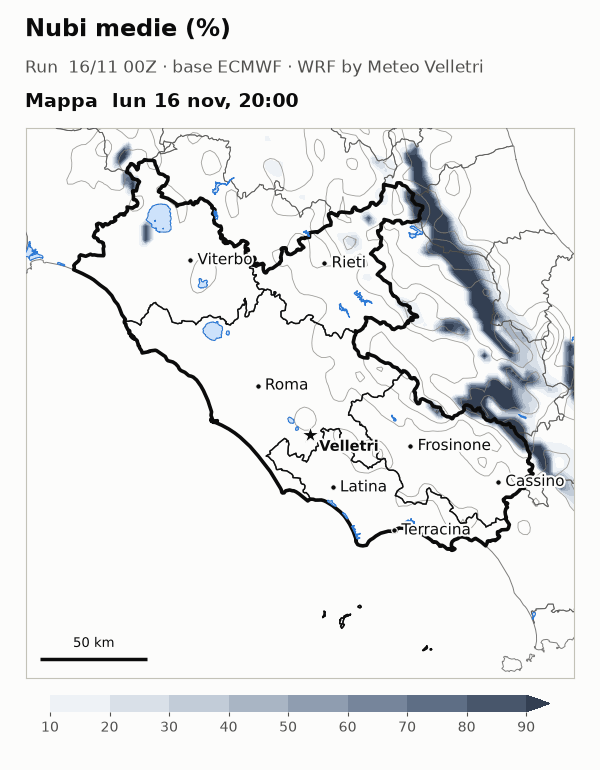 Nubi medie (%)
Run 16/11 00Z · base ECMWF · WRF by Meteo Velletri
Mappa lun 16 nov, 20:00
Viterbo
Rieti
Roma
Velletri
Frosinone
Cassino
Latina
Terracina
50 km
10 20 30 40 50 60 70 80 90